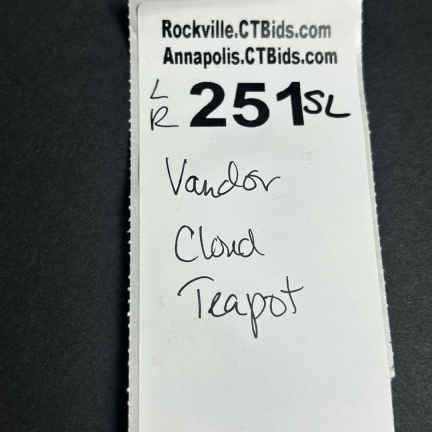 Rockville.CTBids.com
Annapolis.CTBids.com
LR 251SL
Vandor
Cloud
Teapot